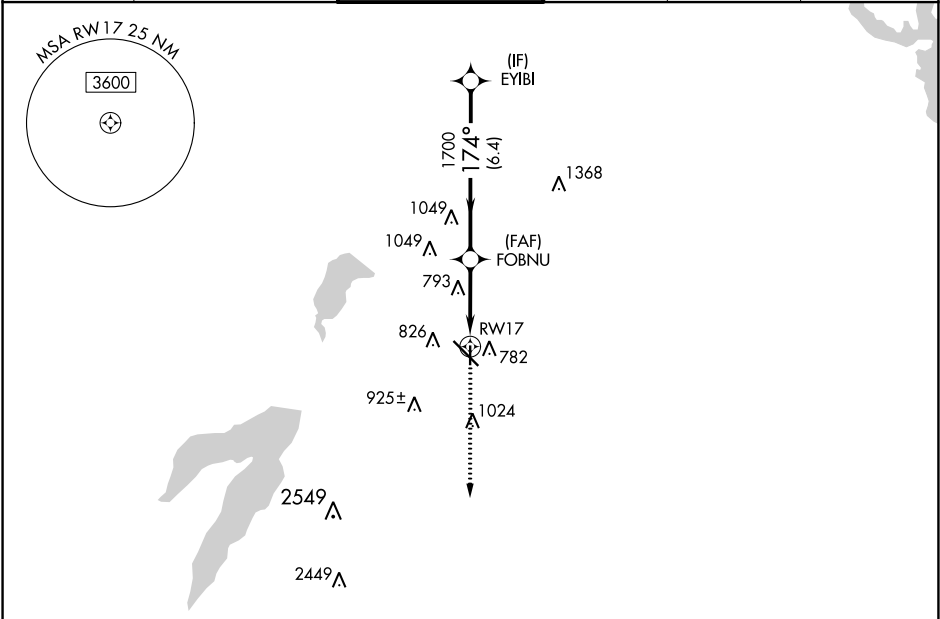 MSA RW17 25 NM
3600
(IF)
EYIBI
1700
174°
(6.4)
1368
1049
1049
(FAF)
FOBNU
793
826
RW17
782
925±
1024
2549
2449